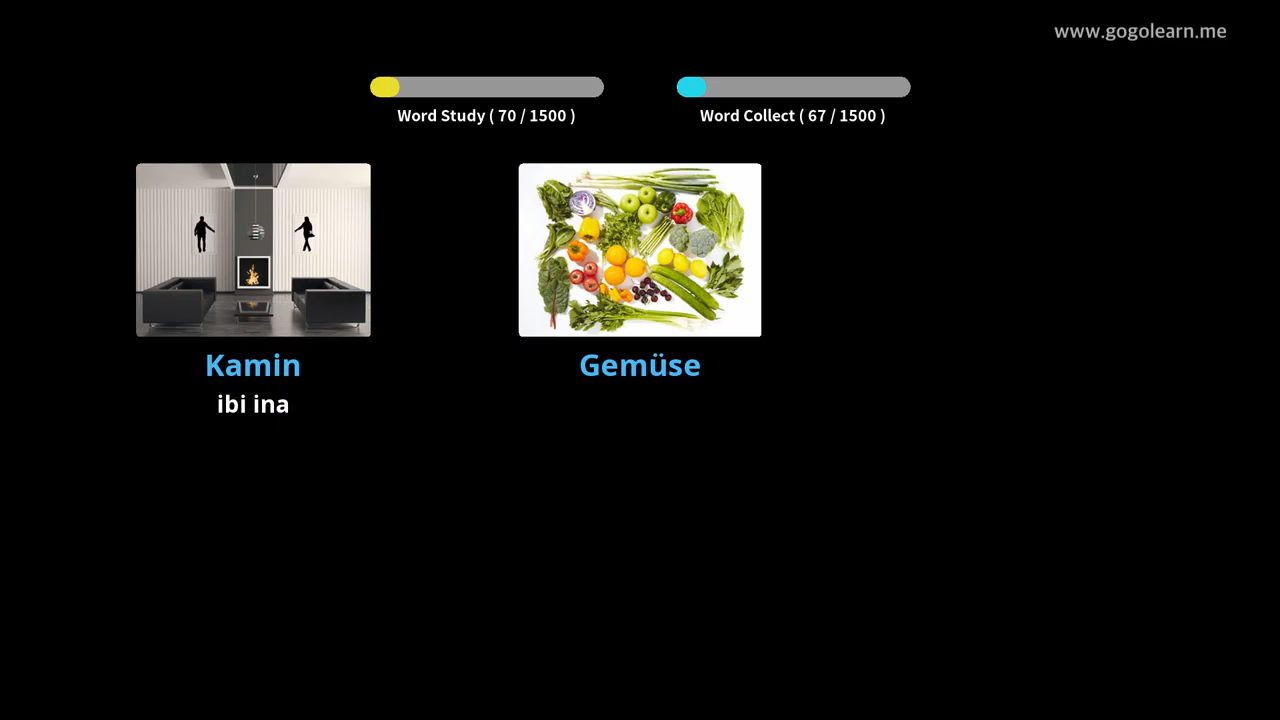 www.gogolearn.me
Word Study ( 70 / 1500 )
Word Collect ( 67 / 1500 )
Kamin
ibi ina
Gemüse